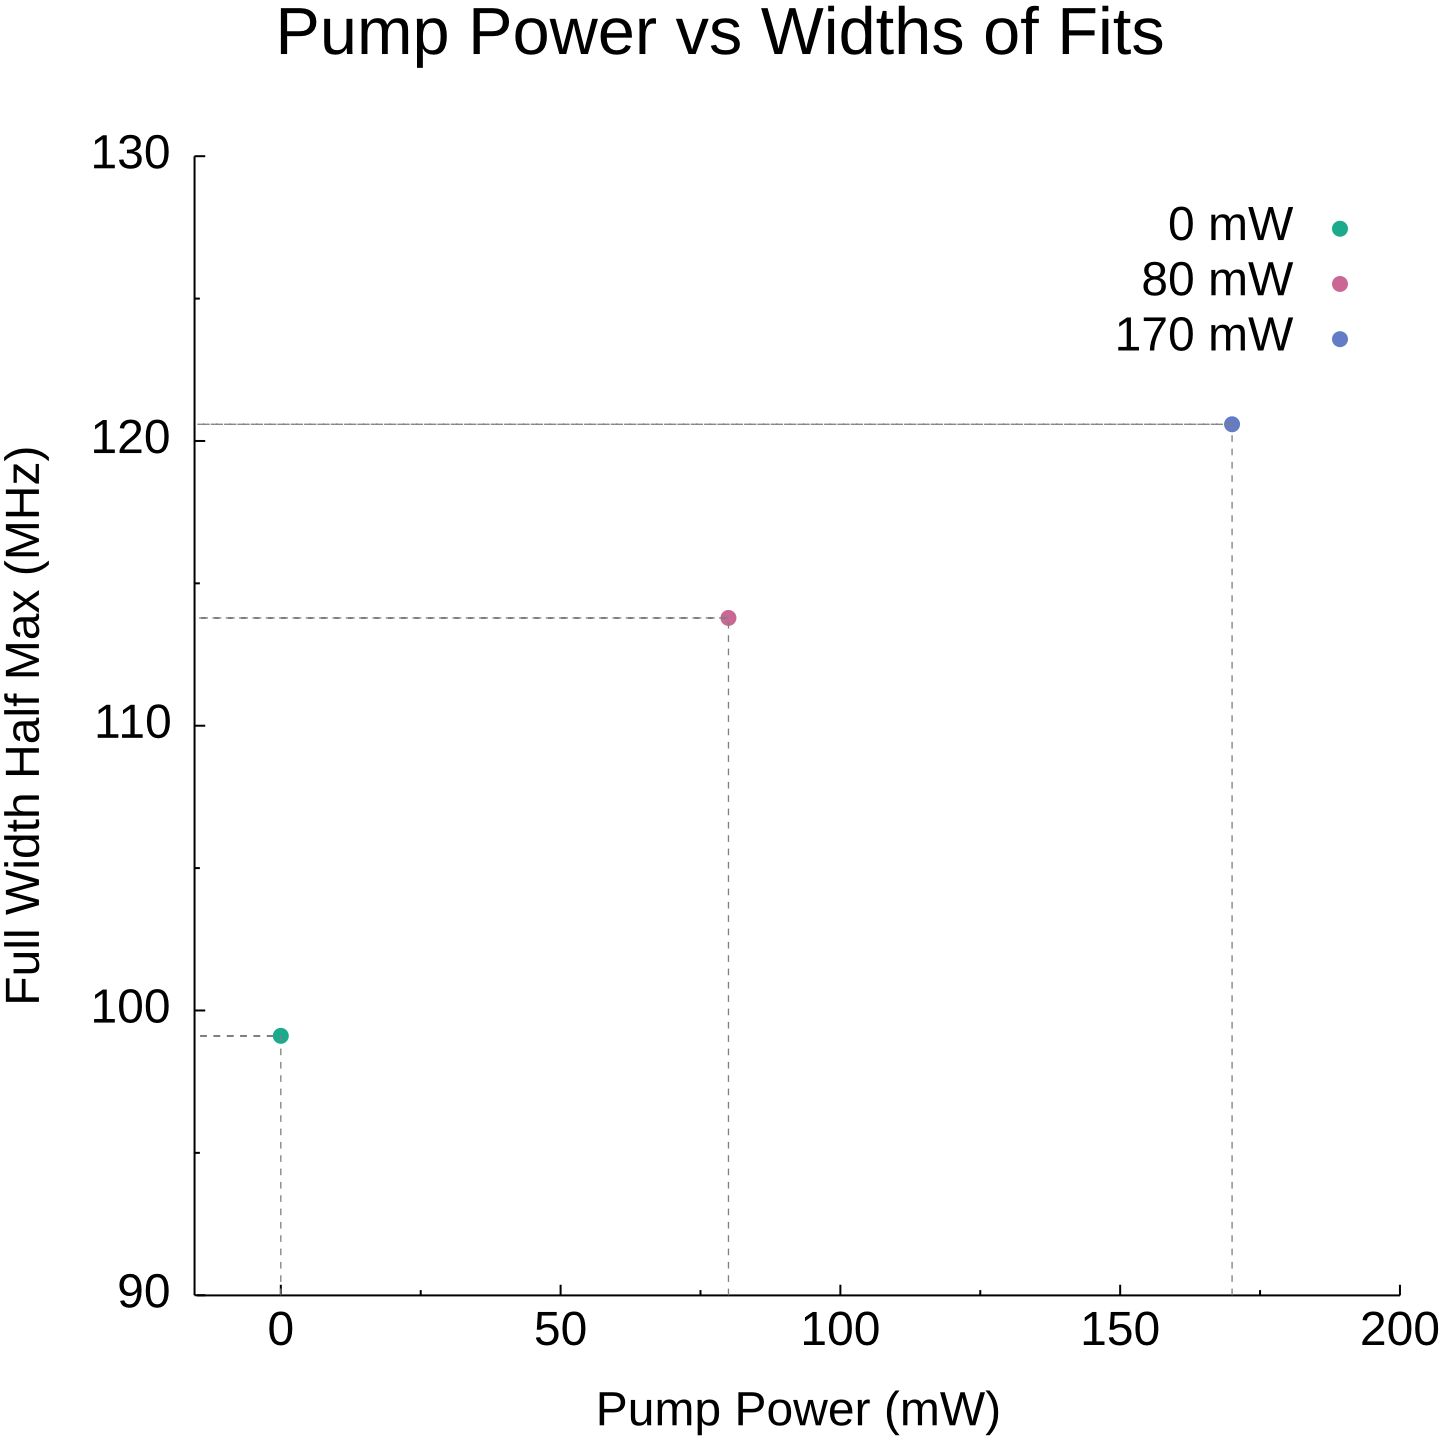 Pump Power vs Widths of Fits
130
0 mW
80 mW
170 mW
120
Full Width Half Max (MHz)
110
100
90
0 50 100 150 200
Pump Power (mW)